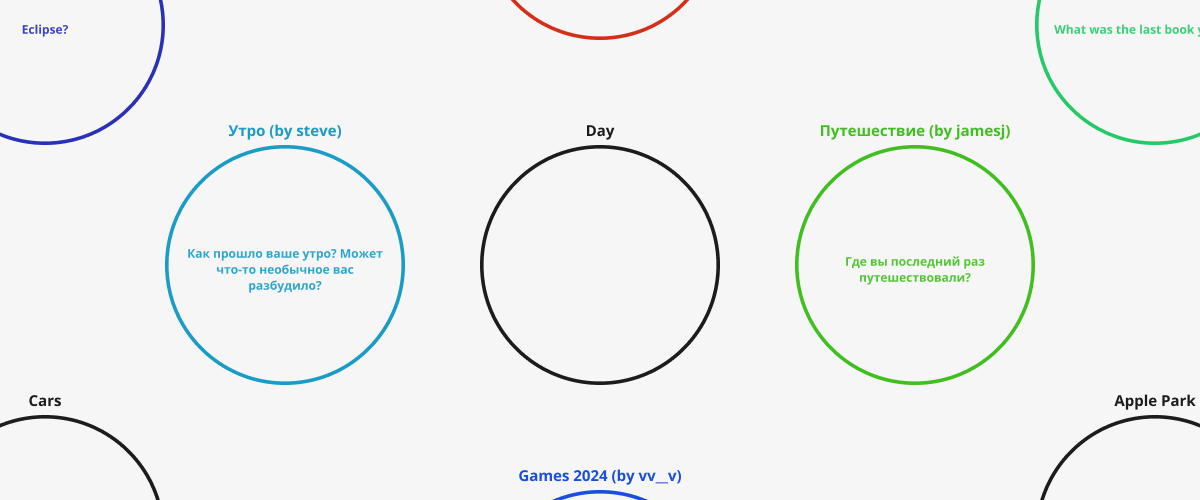 Eclipse?
What was the last book
Утро (by steve)
Day
Путешествие (by jamesj)
Как прошло ваше утро? Может
что-то необычное вас
разбудило?
Где вы последний раз
путешествовали?
Cars
Apple Park
Games 2024 (by vv__v)